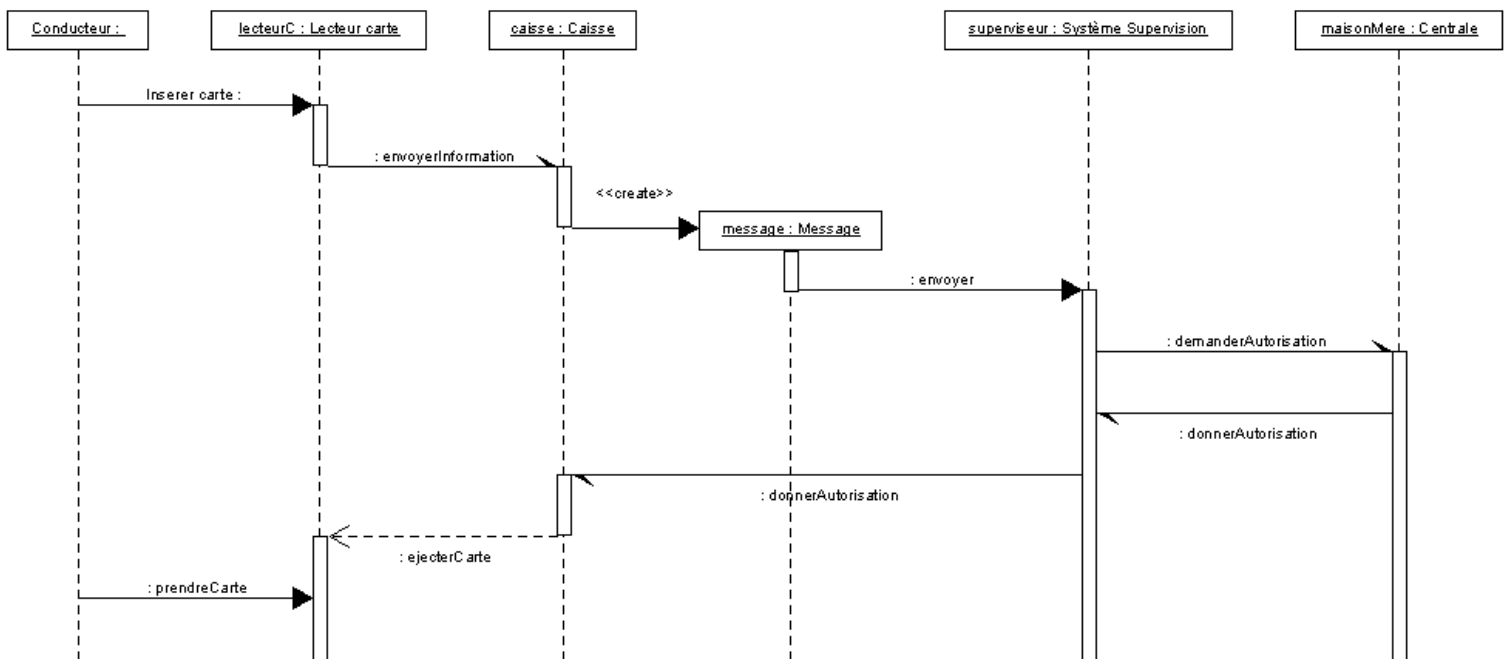 Conducteur :
lecteurC : Lecteur carte
caisse : Caisse
superviseur : Système Supervision
maisonMere : Centrale
Inserer carte :
: envoyerInformation
<<create>>
message : Message
: envoyer
: demanderAutorisation
: donnerAutorisation
: donnerAutorisation
: ejecterCarte
: prendreCarte